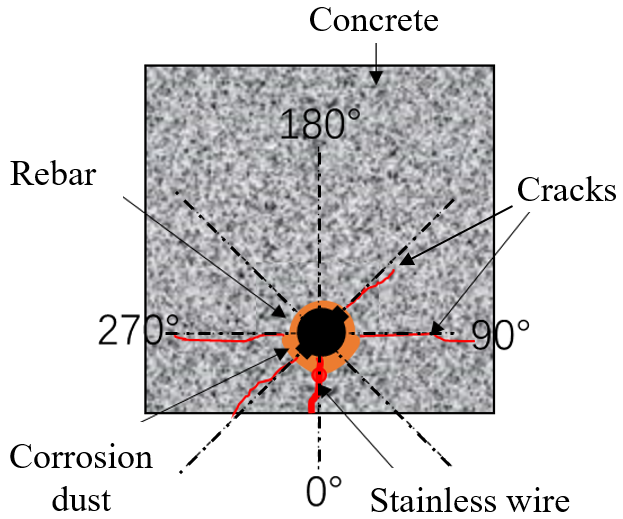 Concrete
180°
Rebar
Cracks
270°
90°
Corrosion
dust
0°
Stainless wire